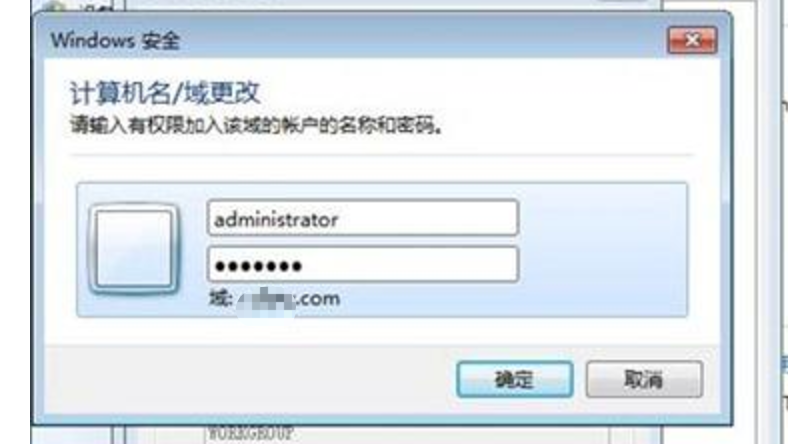 Windows 安全
计算机名/域更改
请输入有权限加入该域的帐户的名称和密码。
administrator
●●●●●●●
域: .com
确定
取消
WORKGROUP